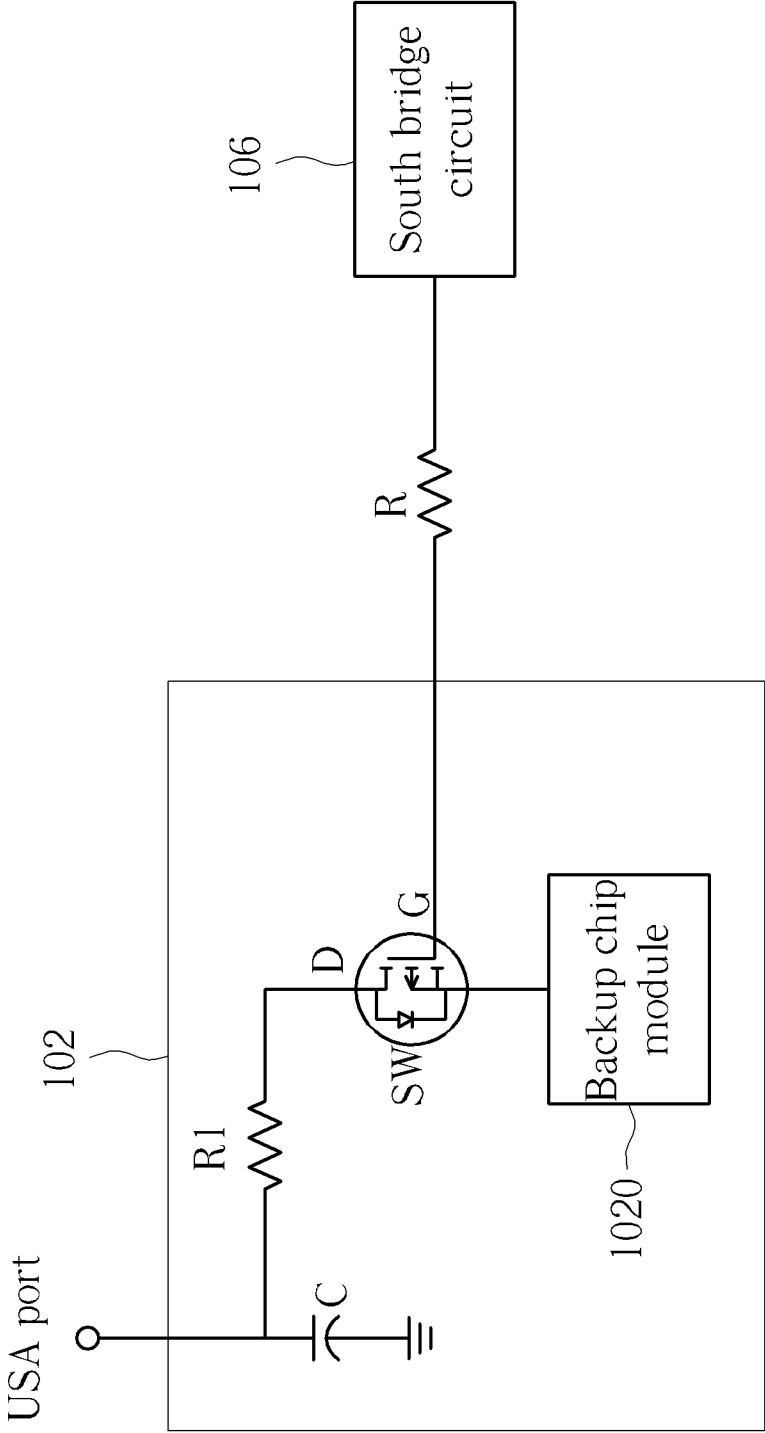 USA port
102
R1
C
D
G
SW
Backup chip
module
1020
R
106
South bridge
circuit